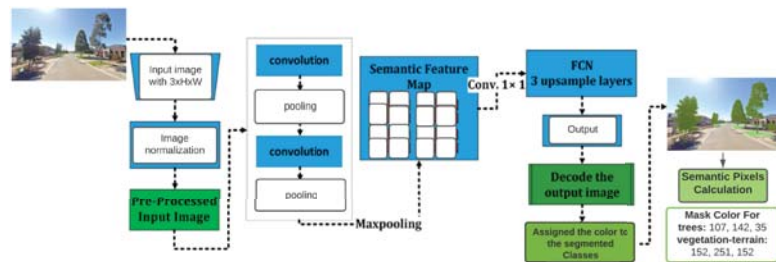 Input image
with 3xHxW
Image
normalization
Pre-Processed
Input Image
convolution
pooling
convolution
pooling
Maxpooling
Semantic Feature
Map
Conv. 1× 1
FCN
3 upsample layers
Output
Decode the
output image
Assigned the color to
the segmented
Classes
Semantic Pixels
Calculation
Mask Color For
trees: 107, 142, 35
vegetation-terrain:
152, 251, 152